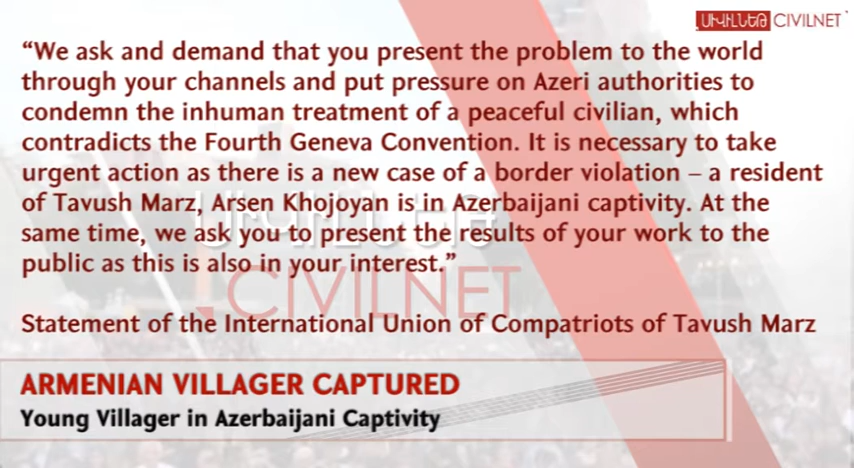 ՍԻՎԻԼՆԵԹ CIVILNET
“We ask and demand that you present the problem to the world
through your channels and put pressure on Azeri authorities to
condemn the inhuman treatment of a peaceful civilian, which
contradicts the Fourth Geneva Convention. It is necessary to take
urgent action as there is a new case of a border violation – a resident
of Tavush Marz, Arsen Khojoyan is in Azerbaijani captivity. At the
same time, we ask you to present the results of your work to the
public as this is also in your interest.”
ՍԻՎԻԼՆԵԹ
CIVILNET
Statement of the International Union of Compatriots of Tavush Marz
ARMENIAN VILLAGER CAPTURED
Young Villager in Azerbaijani Captivity